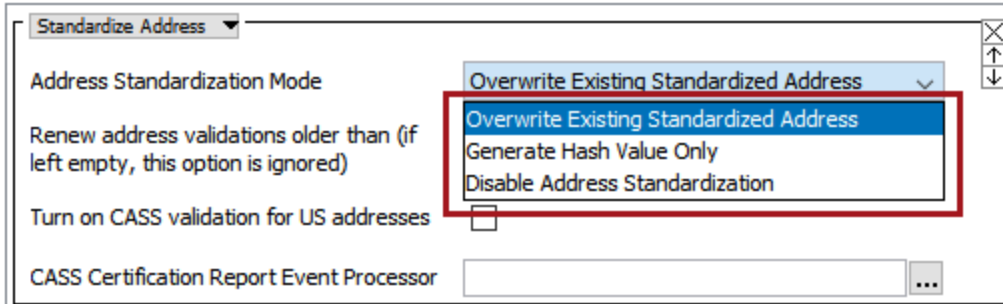 Standardize Address
Address Standardization Mode
Overwrite Existing Standardized Address
Overwrite Existing Standardized Address
Generate Hash Value Only
Disable Address Standardization
Renew address validations older than (if
left empty, this option is ignored)
Turn on CASS validation for US addresses
CASS Certification Report Event Processor
...